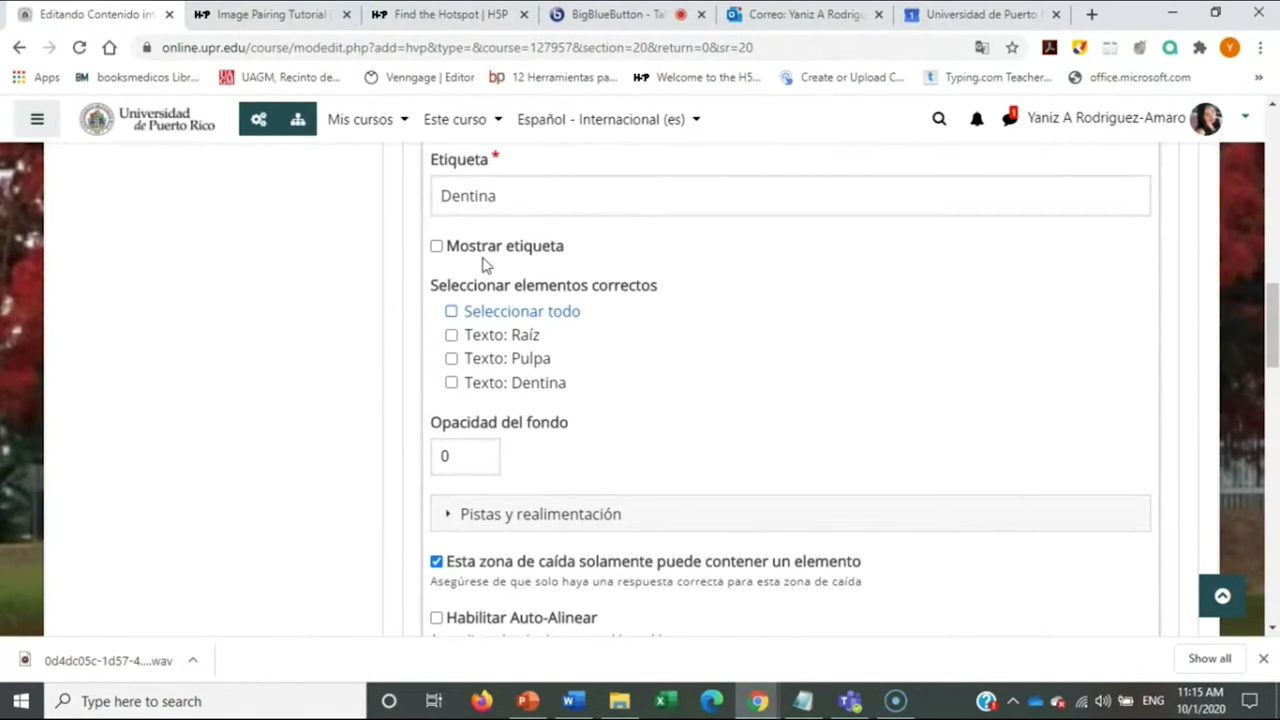 Editando Contenido in
H-P Image Pairing Tutorial
H-P Find the Hotspot | H5P
BigBlueButton - Ta
Correo: Yaniz A Rodrig
Universidad de Puerto
online.upr.edu/course/modedit.php?add=hvp&type=&course=127957&section=20&return=0&sr=20
Y
Apps
BM booksmedicos Libr...
UAGM, Recinto de...
Venngage | Editor
bp 12 Herramientas pa...
H-P Welcome to the H5...
Create or Upload C...
Typing.com Teacher...
office.microsoft.com
»
Universidad
de Puerto Rico
Mis cursos
Este curso
Español - Internacional (es)
Yaniz A Rodriguez-Amaro
Etiqueta *
Dentina
Mostrar etiqueta
Seleccionar elementos correctos
Seleccionar todo
Texto: Raíz
Texto: Pulpa
Texto: Dentina
Opacidad del fondo
0
Pistas y realimentación
Esta zona de caída solamente puede contener un elemento
Asegúrese de que solo haya una respuesta correcta para esta zona de caída
Habilitar Auto-Alinear
0d4dc05c-1d57-4....wav
Show all
Type here to search
ENG
11:15 AM
10/1/2020